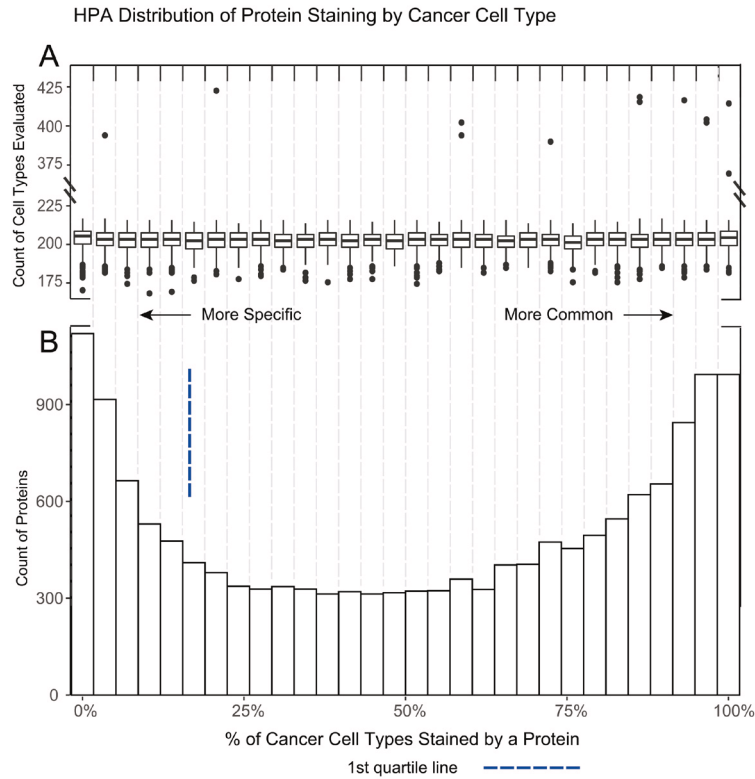 HPA Distribution of Protein Staining by Cancer Cell Type
A
Count of Cell Types Evaluated
425
400
375
225
200
175
More Specific
More Common
B
Count of Proteins
900
600
300
0
0%
25%
50%
75%
100%
% of Cancer Cell Types Stained by a Protein
1st quartile line